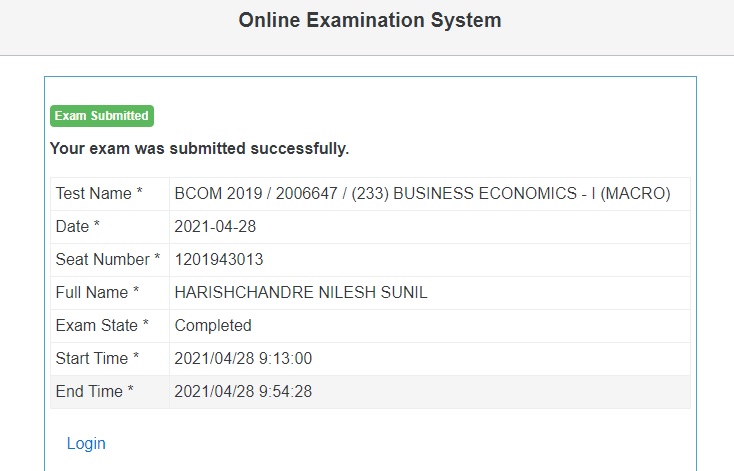 Online Examination System
Exam Submitted
Your exam was submitted successfully.
Test Name * BCOM 2019 / 2006647 / (233) BUSINESS ECONOMICS - I (MACRO)
Date * 2021-04-28
Seat Number * 1201943013
Full Name * HARISHCHANDRE NILESH SUNIL
Exam State * Completed
Start Time * 2021/04/28 9:13:00
End Time * 2021/04/28 9:54:28
Login